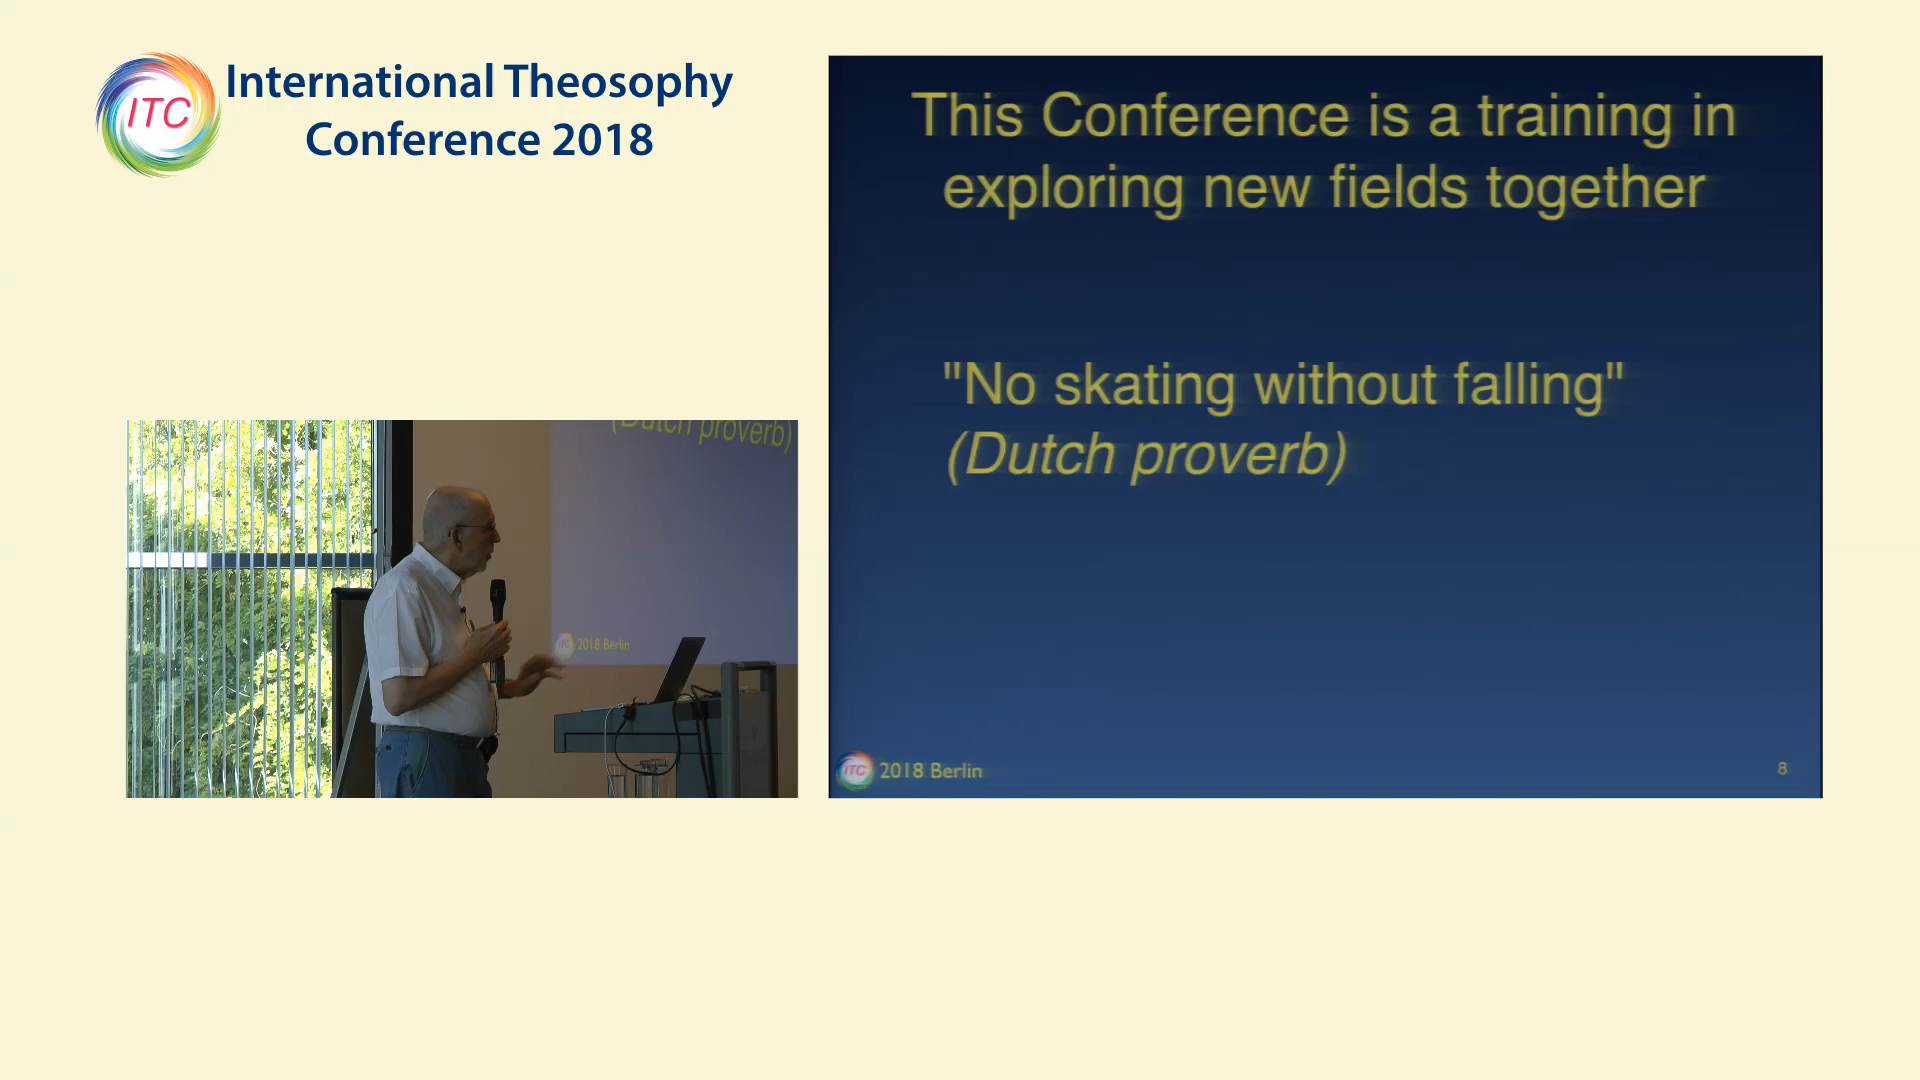 ITC
International Theosophy
Conference 2018
This Conference is a training in
exploring new fields together
"No skating without falling"
(Dutch proverb)
ITC 2018 Berlin
8
(Dutch proverb)
ITC 2018 Berlin